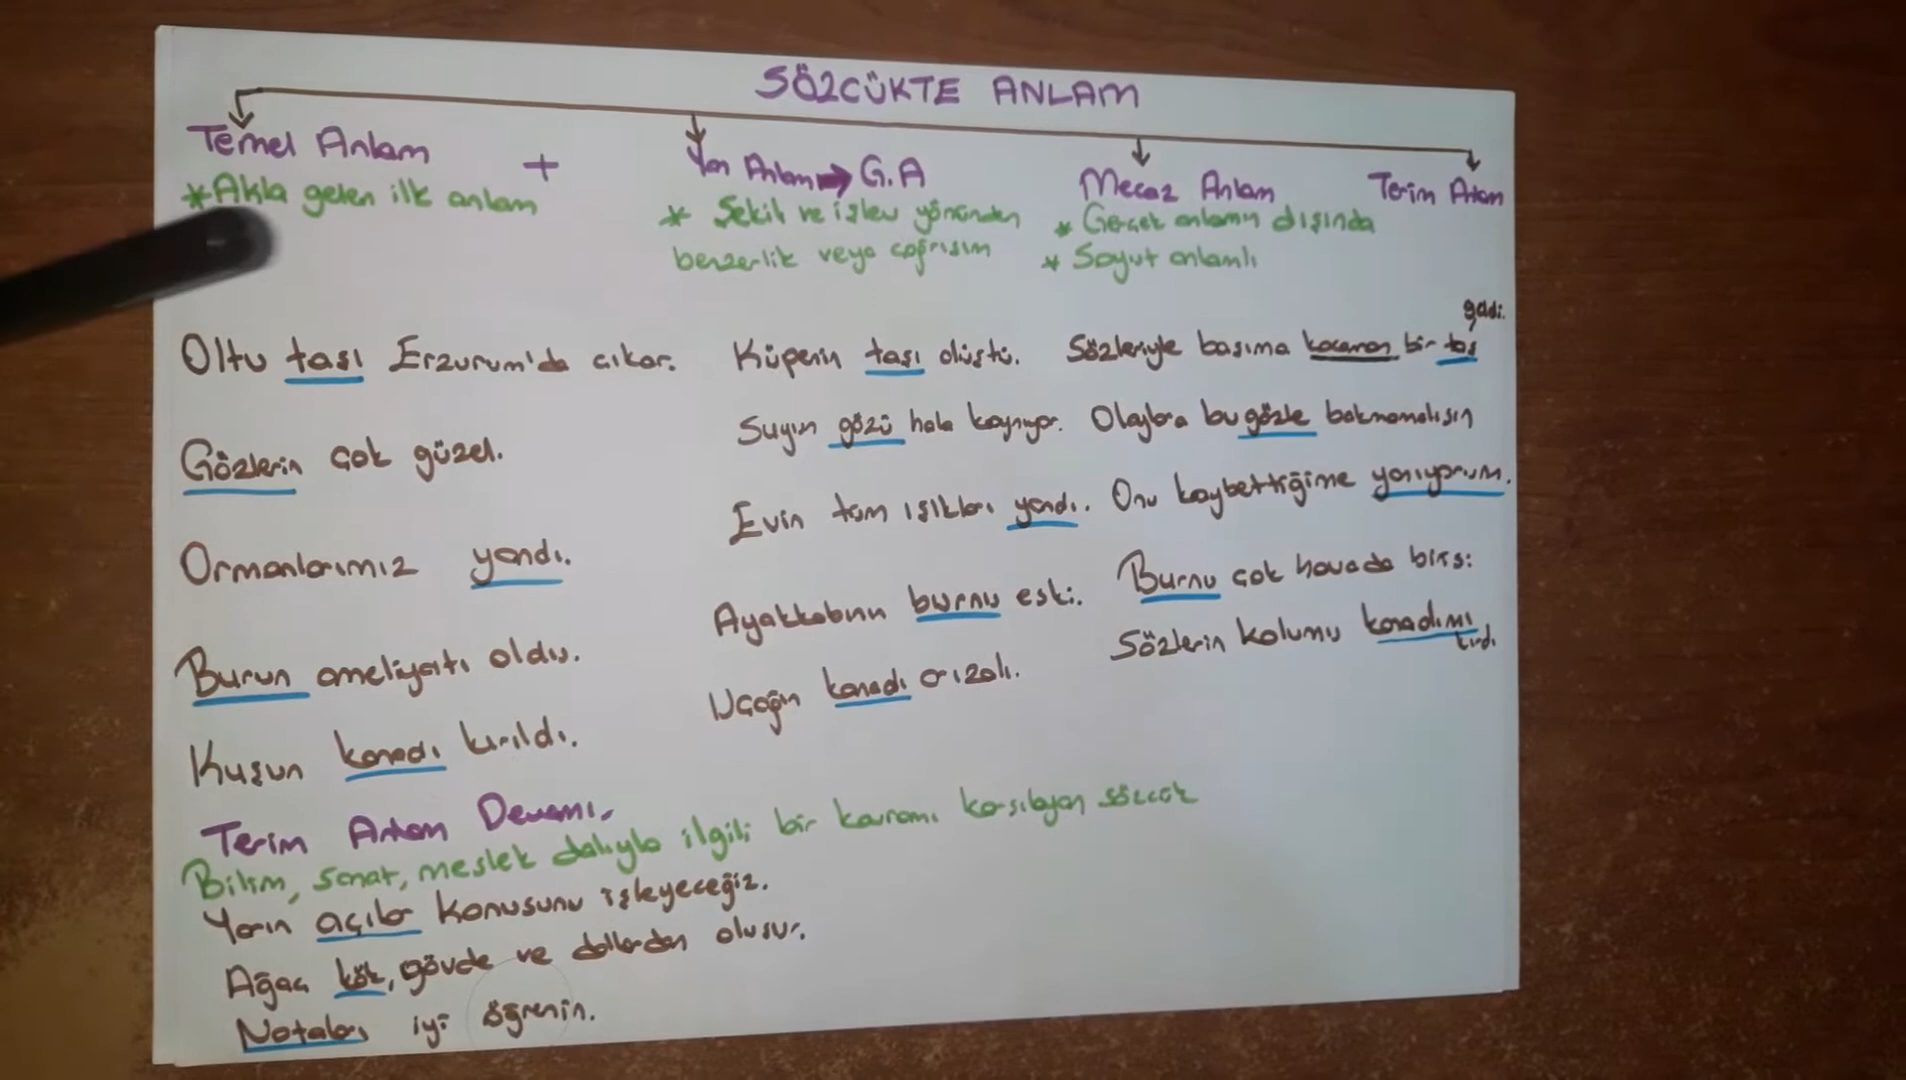 SÖZCÜKTE ANLAM
Temel Anlam + Yan Anlam → G.A
* Akla gelen ilk anlam
* Şekil ve işlev yönünden
benzerlik veya çağrışım
Mecaz Anlam
* Gerçek anlamın dışında
* Soyut anlamlı
Terim Anlam
Oltu taşı Erzurum'da çıkar.
Gözlerin çok güzel.
Ormanlarımız yandı.
Burun ameliyatı oldu.
Kuşun kanadı kırıldı.
Küpenin taşı düştü.
Suyun gözü hala kaynıyor.
Evin tüm ışıkları yandı.
Ayakkabının burnu eski.
Uçağın kanadı arızalı.
Sözleriyle başıma kocaman bir taş
Olaylara bu gözle bakmamalısın
Onu kaybettiğime yanıyorum.
Burnu çok havada birisi
Sözlerin kolumu kanadımı
kırdı.
Terim Anlam Devamı,
Bilim, sanat, meslek dalıyla ilgili bir kavramı karşılayan sözcük
Yarın açılar konusunu işleyeceğiz.
Ağaç kök, gövde ve dallardan oluşur.
Notaları iyi öğrenin.